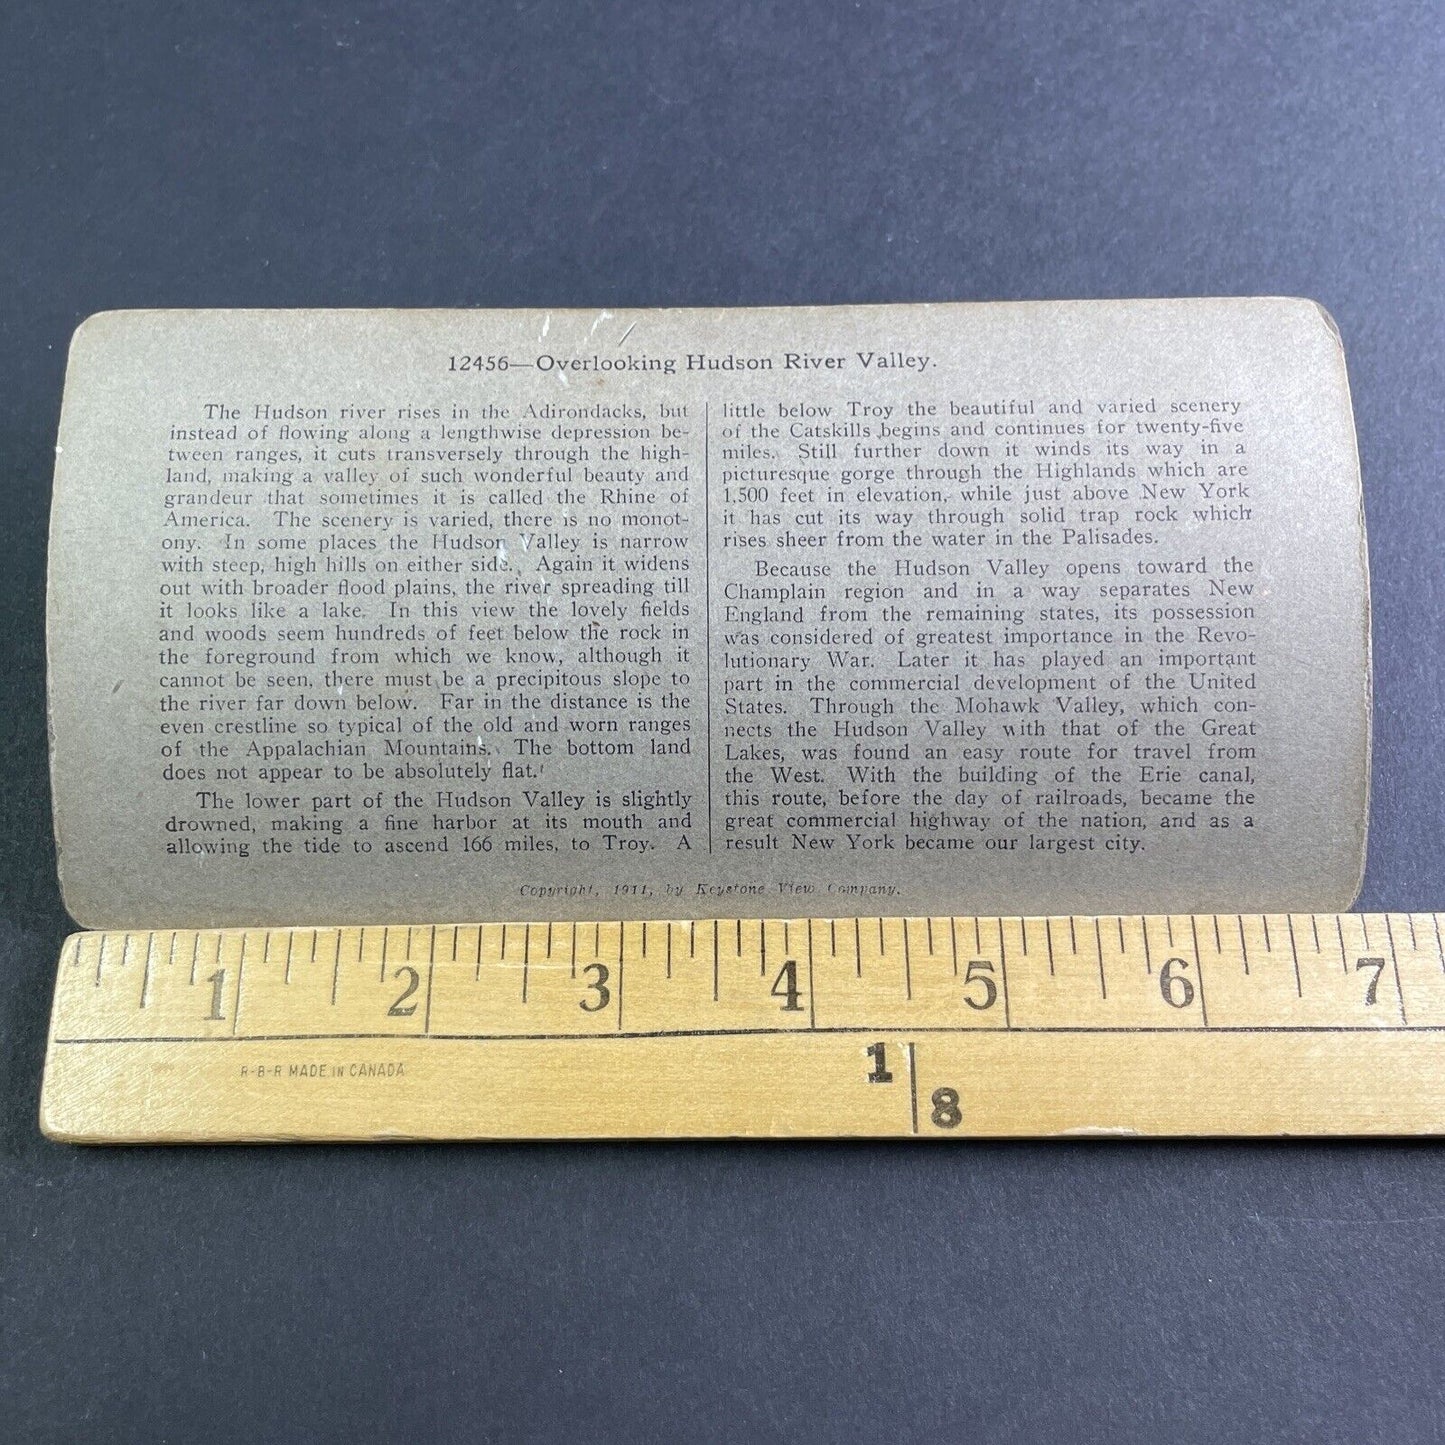 12456—Overlooking Hudson River Valley.
The Hudson river rises in the Adirondacks, but
instead of flowing along a lengthwise depression be-
tween ranges, it cuts transversely through the high-
land, making a valley of such wonderful beauty and
grandeur that sometimes it is called the Rhine of
America. The scenery is varied, there is no monot-
ony. In some places the Hudson Valley is narrow
with steep, high hills on either side. Again it widens
out with broader flood plains, the river spreading till
it looks like a lake. In this view the lovely fields
and woods seem hundreds of feet below the rock in
the foreground from which we know, although it
cannot be seen, there must be a precipitous slope to
the river far down below. Far in the distance is the
even crestline so typical of the old and worn ranges
of the Appalachian Mountains. The bottom land
does not appear to be absolutely flat.
The lower part of the Hudson Valley is slightly
drowned, making a fine harbor at its mouth and
allowing the tide to ascend 166 miles, to Troy. A
little below Troy the beautiful and varied scenery
of the Catskills begins and continues for twenty-five
miles. Still further down it winds its way in a
picturesque gorge through the Highlands which are
1,500 feet in elevation, while just above New York
it has cut its way through solid trap rock which
rises sheer from the water in the Palisades.
Because the Hudson Valley opens toward the
Champlain region and in a way separates New
England from the remaining states, its possession
was considered of greatest importance in the Revo-
lutionary War. Later it has played an important
part in the commercial development of the United
States. Through the Mohawk Valley, which con-
nects the Hudson Valley with that of the Great
Lakes, was found an easy route for travel from
the West. With the building of the Erie canal,
this route, before the day of railroads, became the
great commercial highway of the nation, and as a
result New York became our largest city.
Copyright, 1911, by Keystone View Company.
1 2 3 4 5 6 7
R-B-R MADE IN CANADA
1
8